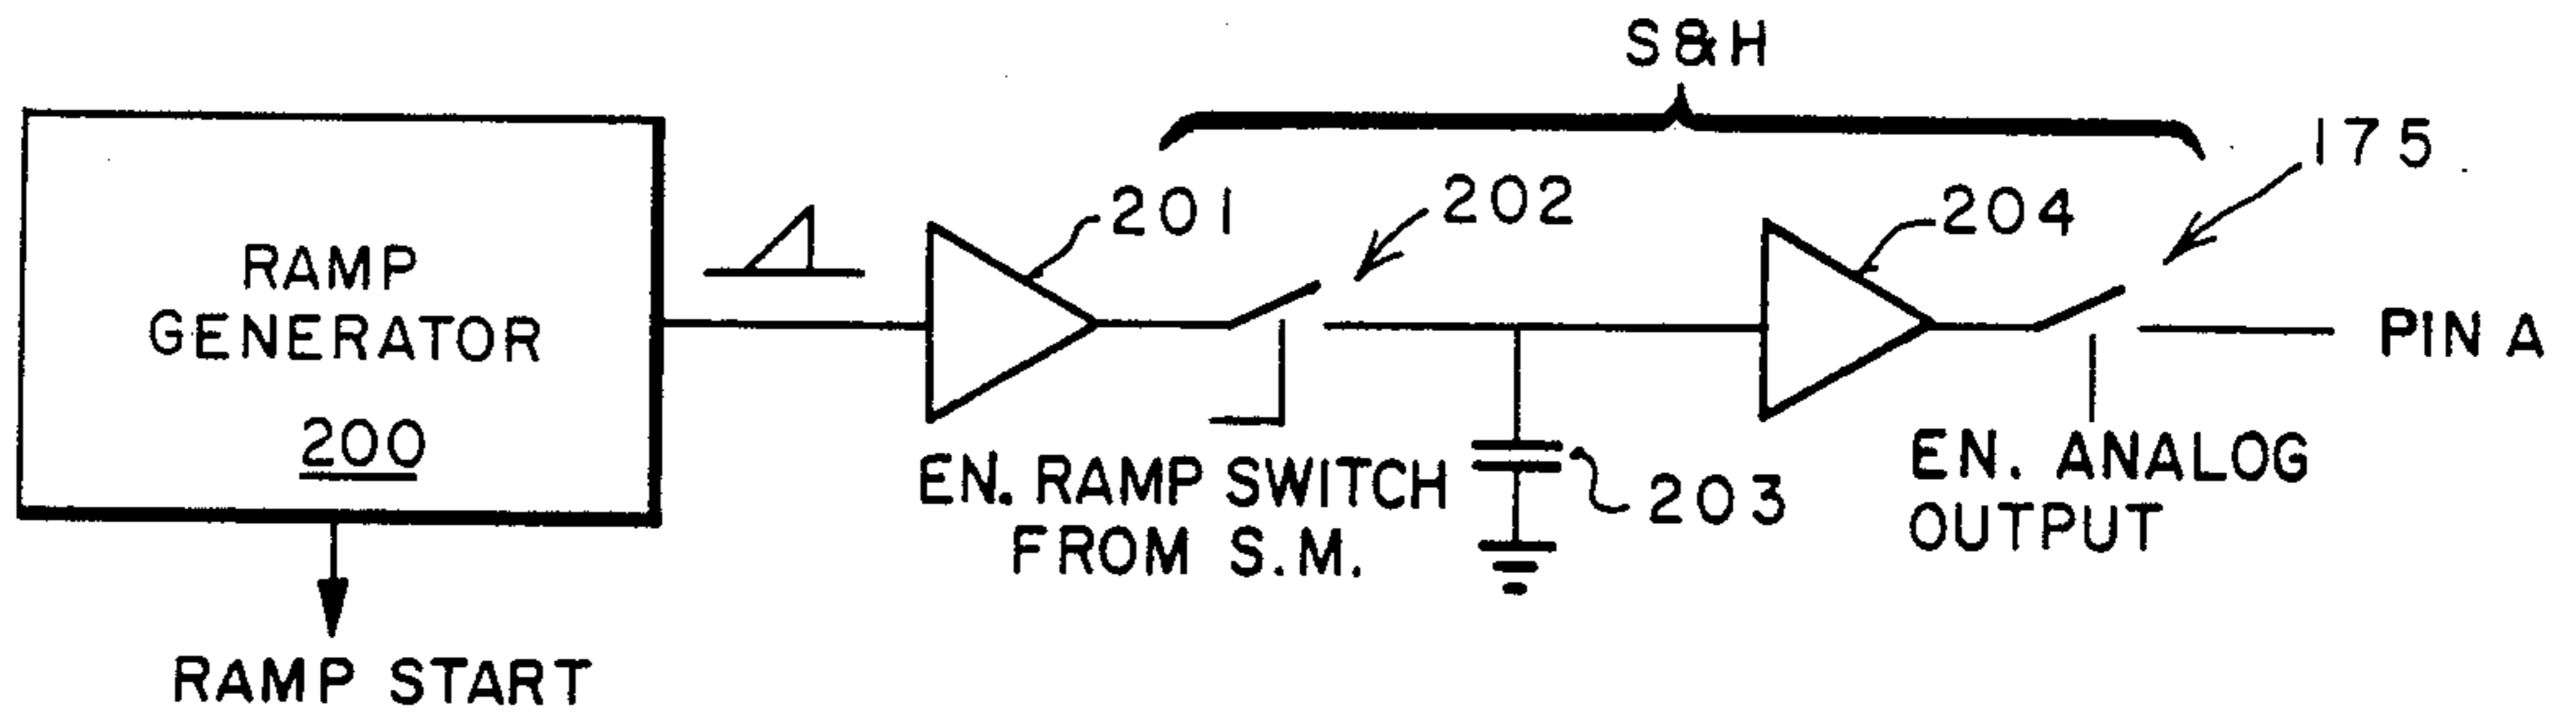 S&H
175
201
202
204
RAMP
GENERATOR
200
PIN A
EN. RAMP SWITCH
FROM S.M.
203
EN. ANALOG
OUTPUT
RAMP START